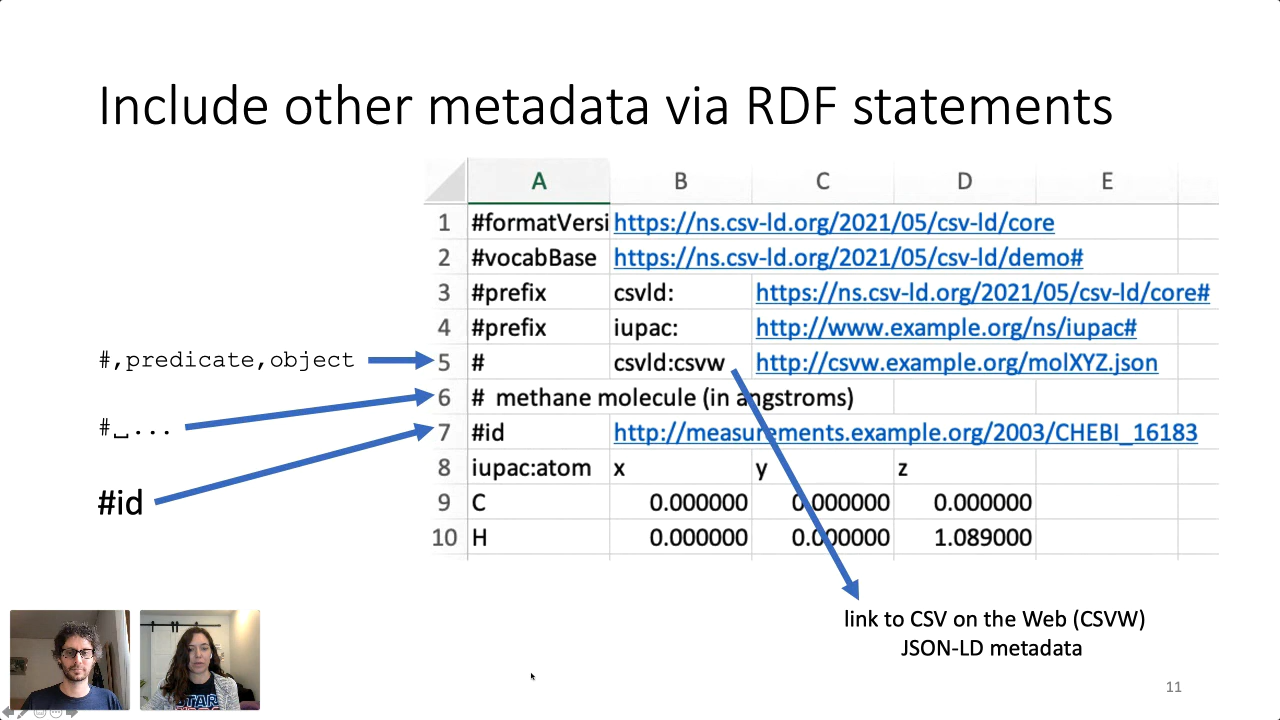 Include other metadata via RDF statements
A B C D E
1 #formatVersi https://ns.csv-ld.org/2021/05/csv-ld/core
2 #vocabBase https://ns.csv-ld.org/2021/05/csv-ld/demo#
3 #prefix csvld: https://ns.csv-ld.org/2021/05/csv-ld/core#
4 #prefix iupac: http://www.example.org/ns/iupac#
#,predicate,object
5 # csvld:csvw http://csvw.example.org/molXYZ.json
6 # methane molecule (in angstroms)
#␣...
7 #id http://measurements.example.org/2003/CHEBI_16183
8 iupac:atom x y z
#id
9 C 0.000000 0.000000 0.000000
10 H 0.000000 0.000000 1.089000
link to CSV on the Web (CSVW)
JSON-LD metadata
STAR
11